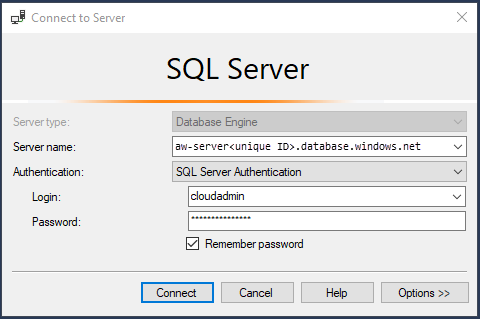 Connect to Server
SQL Server
Server type: Database Engine
Server name: aw-server<unique ID>.database.windows.net
Authentication: SQL Server Authentication
Login: cloudadmin
Password: ***************
Remember password
Connect Cancel Help Options >>